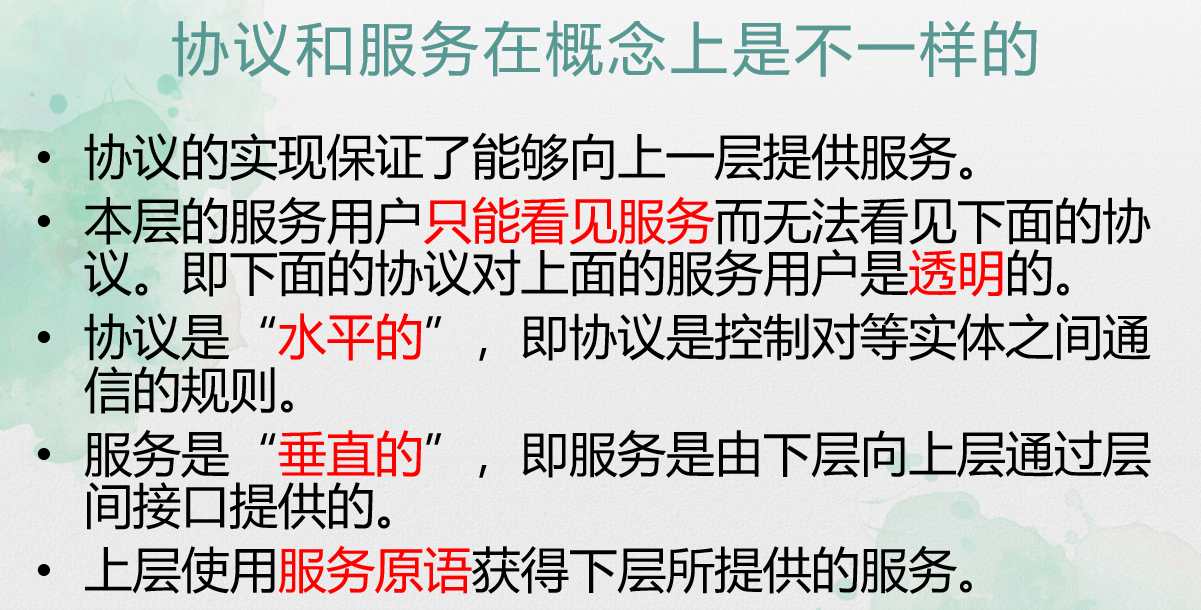 协议和服务在概念上是不一样的
• 协议的实现保证了能够向上一层提供服务。
• 本层的服务用户只能看见服务而无法看见下面的协
议。即下面的协议对上面的服务用户是透明的。
• 协议是“水平的”，即协议是控制对等实体之间通
信的规则。
• 服务是“垂直的”，即服务是由下层向上层通过层
间接口提供的。
• 上层使用服务原语获得下层所提供的服务。